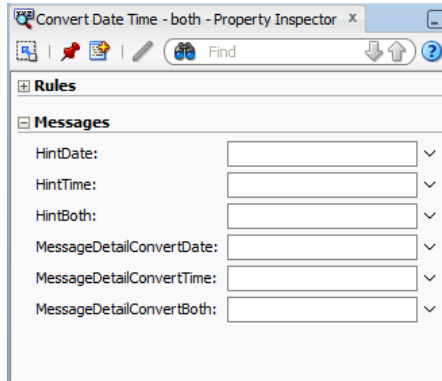 Convert Date Time - both - Property Inspector
Find
Rules
Messages
HintDate:
HintTime:
HintBoth:
MessageDetailConvertDate:
MessageDetailConvertTime:
MessageDetailConvertBoth: